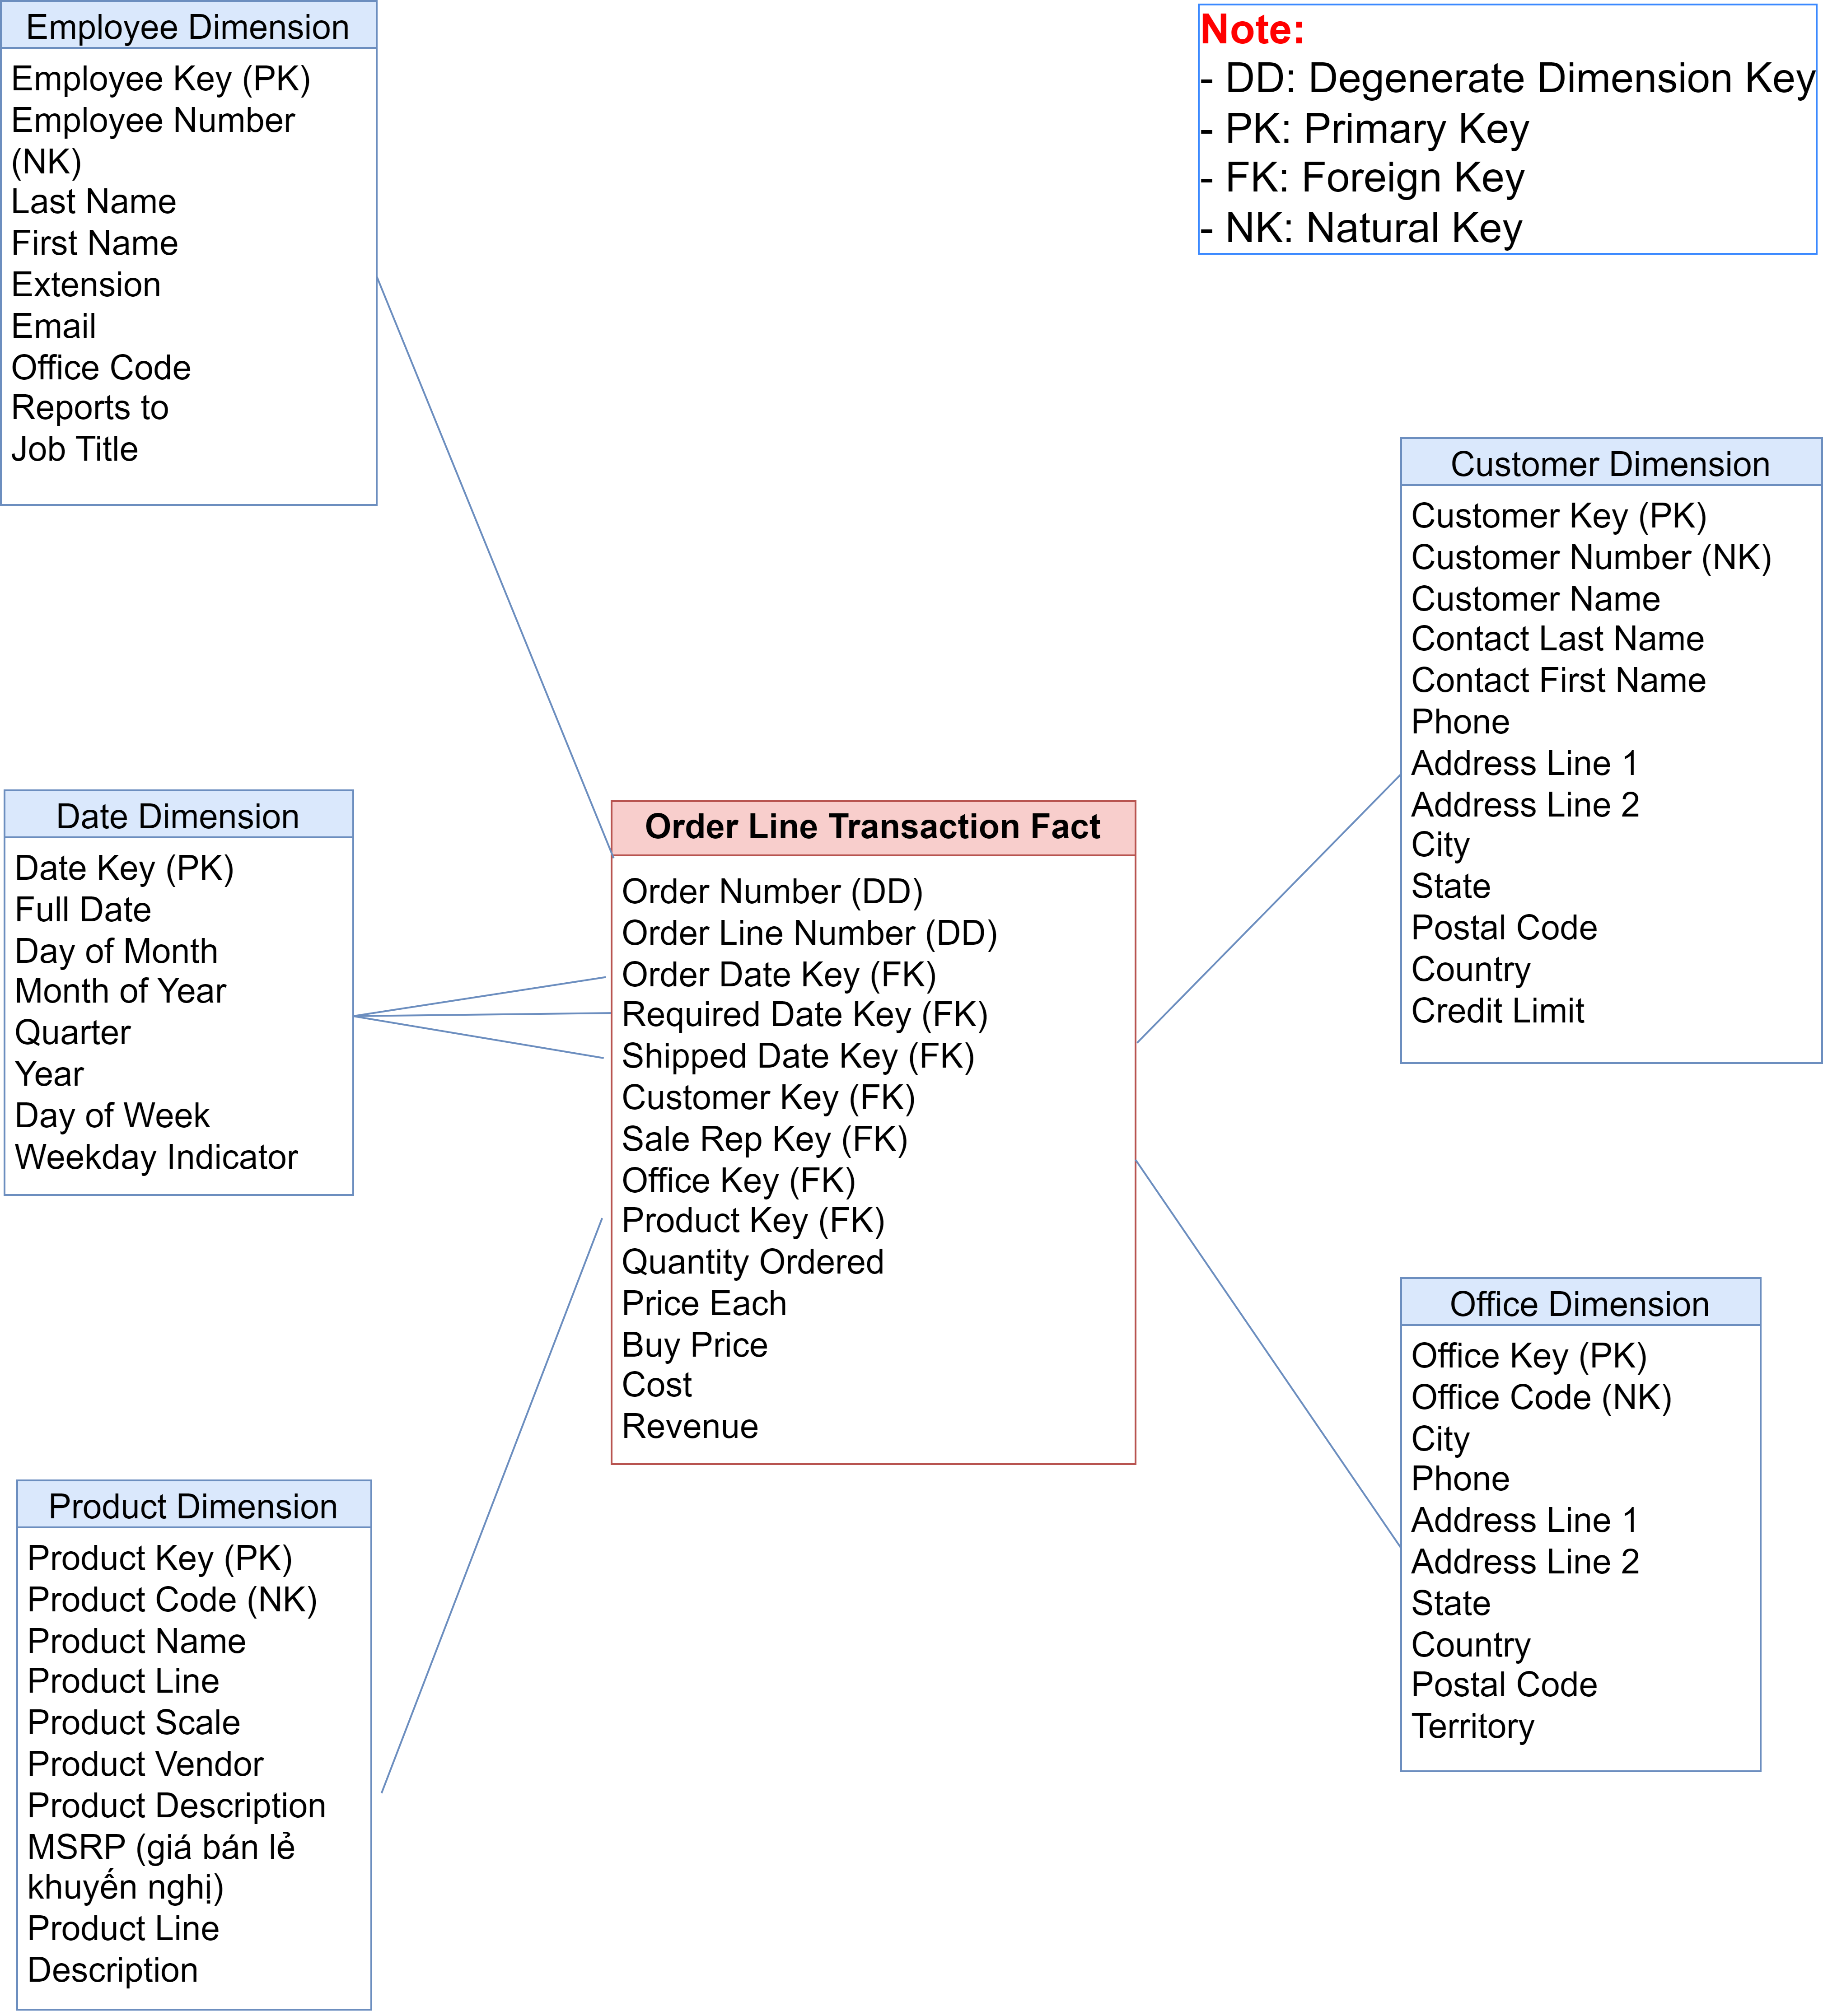 Employee Dimension
Employee Key (PK)
Employee Number
(NK)
Last Name
First Name
Extension
Email
Office Code
Reports to
Job Title
Note:
- DD: Degenerate Dimension Key
- PK: Primary Key
- FK: Foreign Key
- NK: Natural Key
Customer Dimension
Customer Key (PK)
Customer Number (NK)
Customer Name
Contact Last Name
Contact First Name
Phone
Address Line 1
Address Line 2
City
State
Postal Code
Country
Credit Limit
Date Dimension
Date Key (PK)
Full Date
Day of Month
Month of Year
Quarter
Year
Day of Week
Weekday Indicator
Order Line Transaction Fact
Order Number (DD)
Order Line Number (DD)
Order Date Key (FK)
Required Date Key (FK)
Shipped Date Key (FK)
Customer Key (FK)
Sale Rep Key (FK)
Office Key (FK)
Product Key (FK)
Quantity Ordered
Price Each
Buy Price
Cost
Revenue
Office Dimension
Office Key (PK)
Office Code (NK)
City
Phone
Address Line 1
Address Line 2
State
Country
Postal Code
Territory
Product Dimension
Product Key (PK)
Product Code (NK)
Product Name
Product Line
Product Scale
Product Vendor
Product Description
MSRP (giá bán lẻ
khuyến nghị)
Product Line
Description